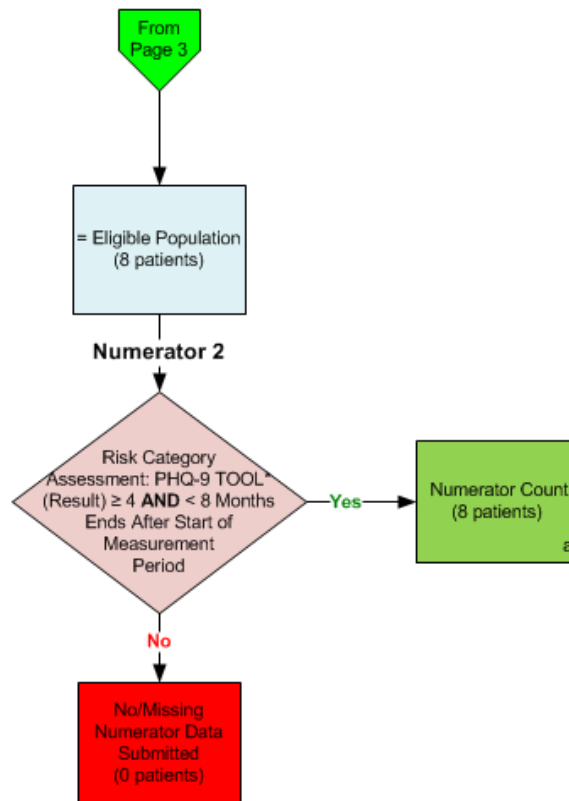 From
Page 3
= Eligible Population
(8 patients)
Numerator 2
Risk Category
Assessment: PHQ-9 TOOL*
(Result) ≥ 4 AND < 8 Months
Ends After Start of
Measurement
Period
Yes
Numerator Count
(8 patients)
a
No
No/Missing
Numerator Data
Submitted
(0 patients)